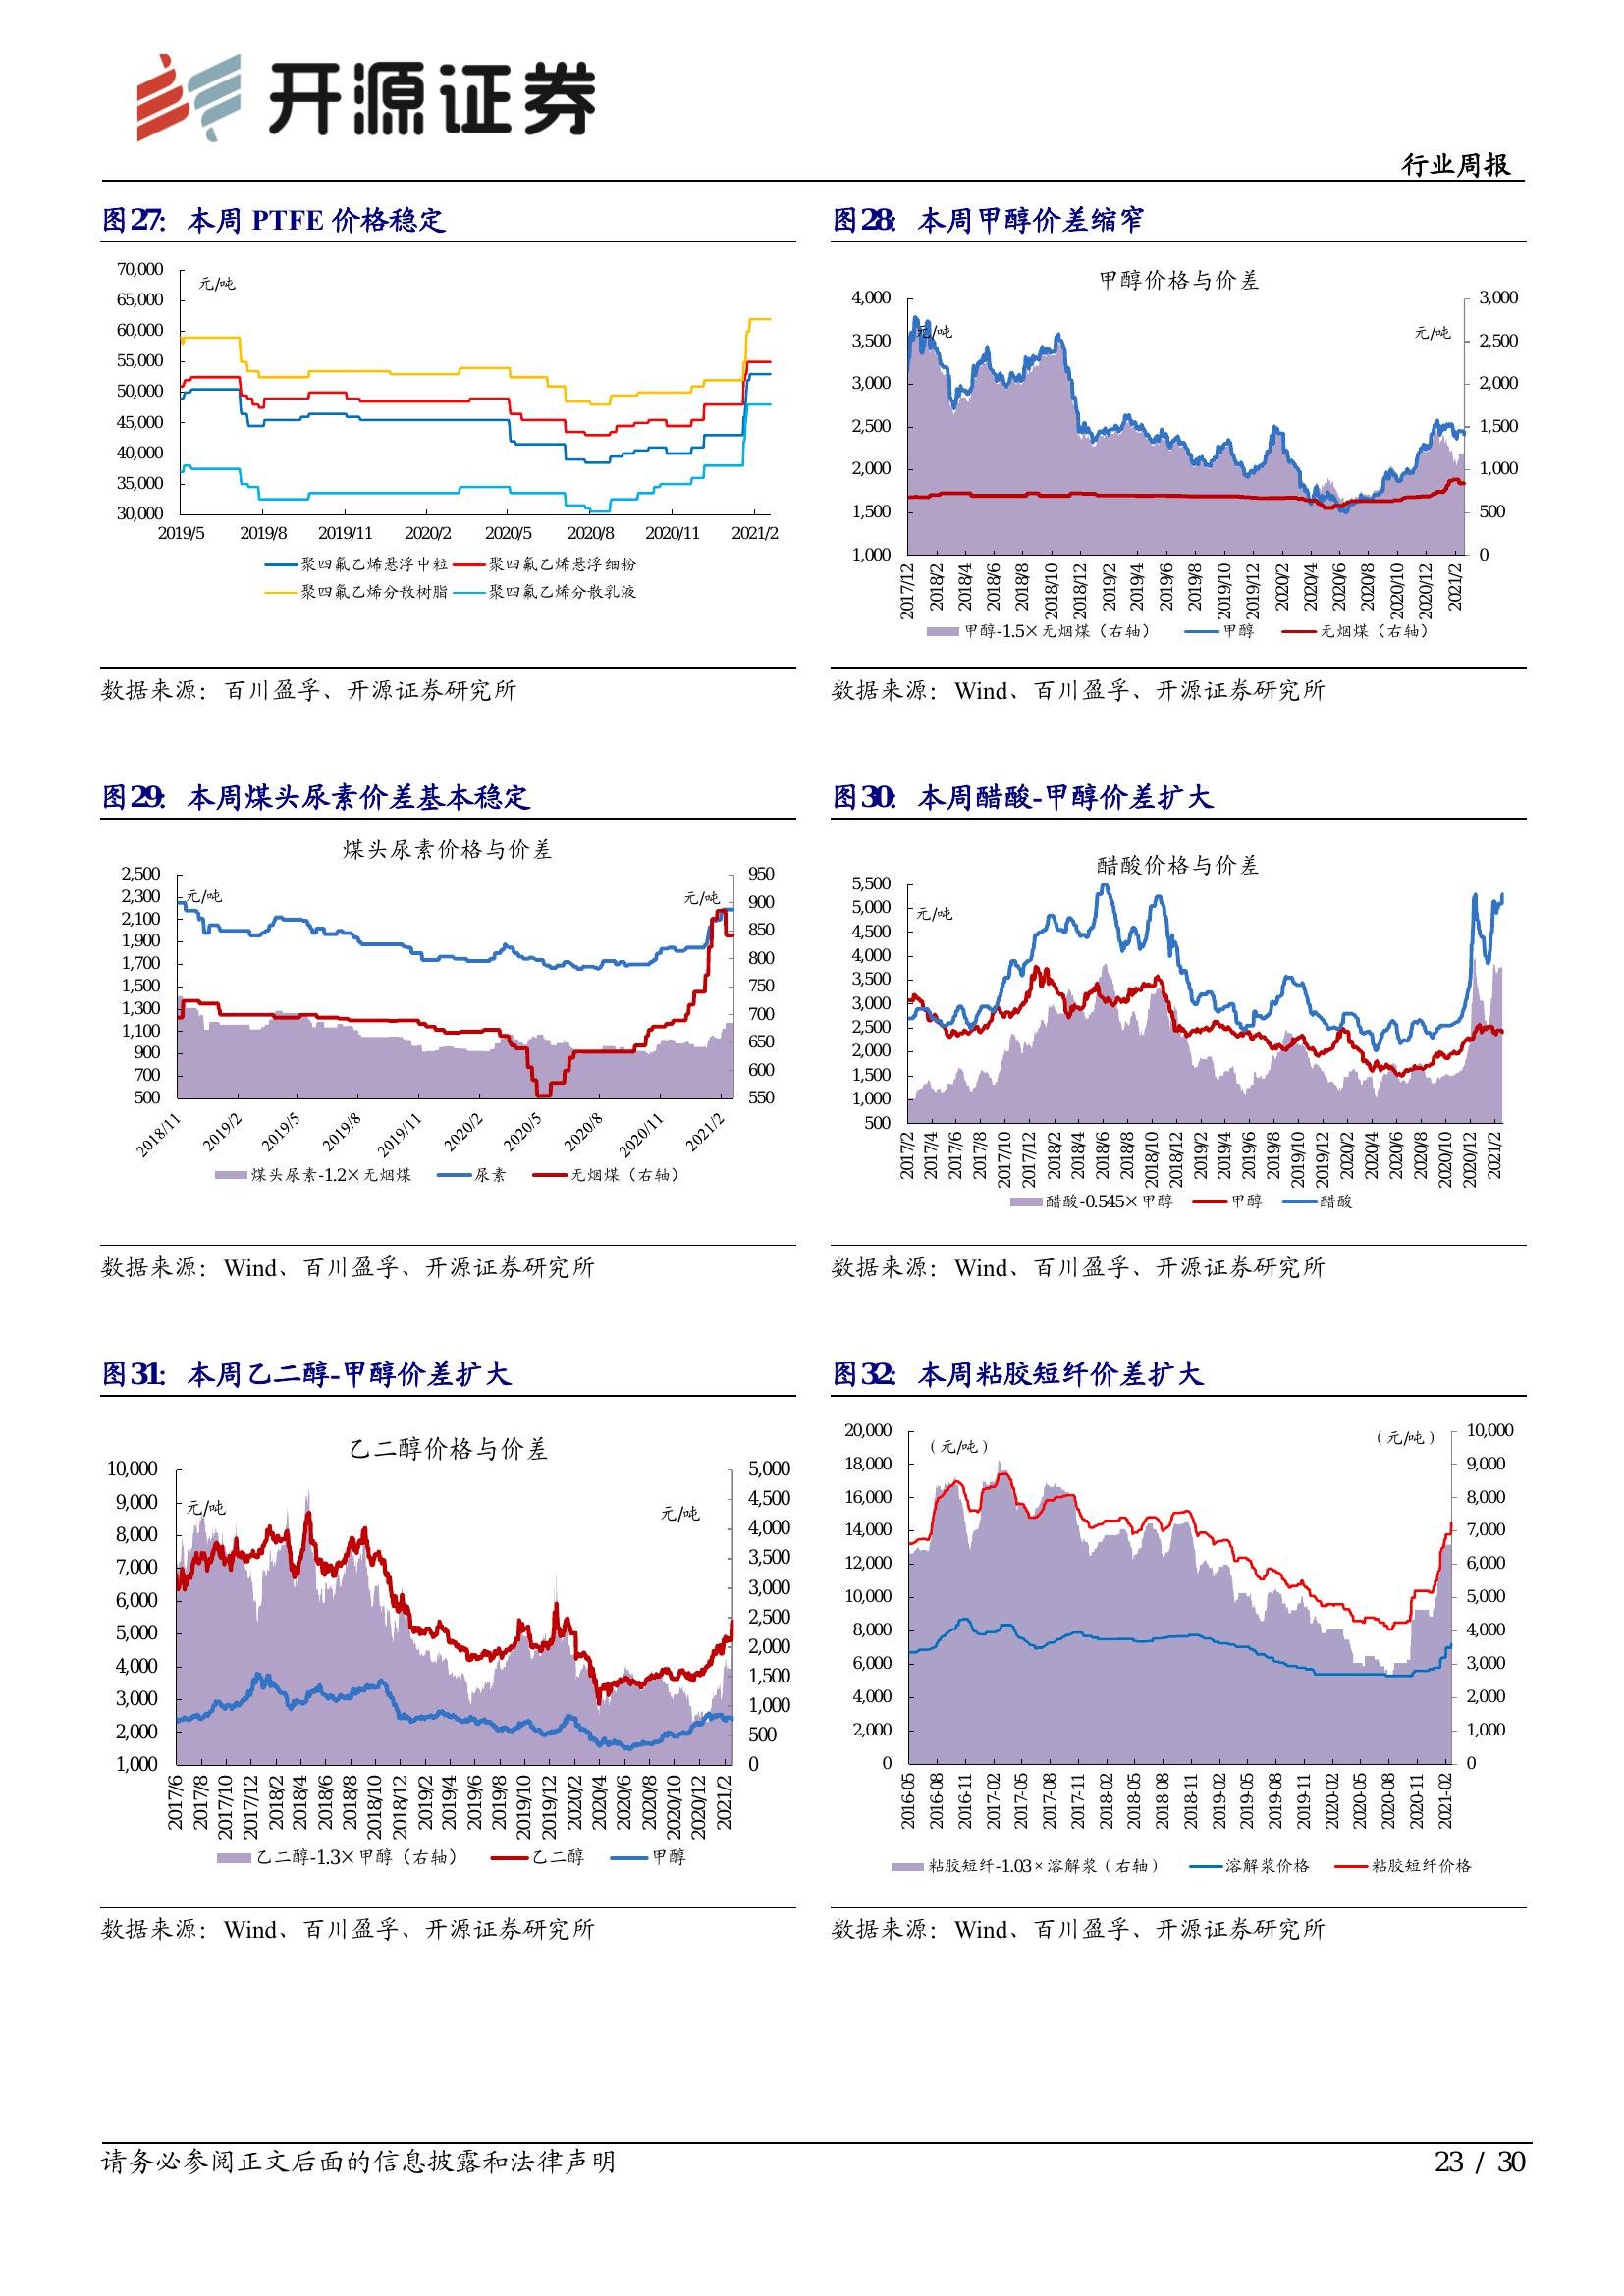 开源证券
行业周报
图27： 本周 PTFE 价格稳定
70,000
65,000
60,000
55,000
50,000
45,000
40,000
35,000
30,000
元/吨
2019/5 2019/8 2019/11 2020/2 2020/5 2020/8 2020/11 2021/2
聚四氟乙烯悬浮中粒 聚四氟乙烯悬浮细粉
聚四氟乙烯分散树脂 聚四氟乙烯分散乳液
数据来源：百川盈孚、开源证券研究所
图28： 本周甲醇价差缩窄
甲醇价格与价差
4,000
3,500
3,000
2,500
2,000
1,500
1,000
元/吨
元/吨
3,000
2,500
2,000
1,500
1,000
500
0
2017/12 2018/2 2018/4 2018/6 2018/8 2018/10 2018/12 2019/2 2019/4 2019/6 2019/8 2019/10 2019/12 2020/2 2020/4 2020/6 2020/8 2020/10 2020/12 2021/2
甲醇-1.5×无烟煤（右轴） 甲醇 无烟煤（右轴）
数据来源：Wind、百川盈孚、开源证券研究所
图29： 本周煤头尿素价差基本稳定
煤头尿素价格与价差
2,500
2,300
2,100
1,900
1,700
1,500
1,300
1,100
900
700
500
元/吨
元/吨
950
900
850
800
750
700
650
600
550
2018/11 2019/2 2019/5 2019/8 2019/11 2020/2 2020/5 2020/8 2020/11 2021/2
煤头尿素-1.2×无烟煤 尿素 无烟煤（右轴）
数据来源：Wind、百川盈孚、开源证券研究所
图30： 本周醋酸-甲醇价差扩大
醋酸价格与价差
5,500
5,000
4,500
4,000
3,500
3,000
2,500
2,000
1,500
1,000
500
元/吨
2017/2 2017/4 2017/6 2017/8 2017/10 2017/12 2018/2 2018/4 2018/6 2018/8 2018/10 2018/12 2019/2 2019/4 2019/6 2019/8 2019/10 2019/12 2020/2 2020/4 2020/6 2020/8 2020/10 2020/12 2021/2
醋酸-0.545×甲醇 甲醇 醋酸
数据来源：Wind、百川盈孚、开源证券研究所
图31： 本周乙二醇-甲醇价差扩大
乙二醇价格与价差
10,000
9,000
8,000
7,000
6,000
5,000
4,000
3,000
2,000
1,000
元/吨
元/吨
5,000
4,500
4,000
3,500
3,000
2,500
2,000
1,500
1,000
500
0
2017/6 2017/8 2017/10 2017/12 2018/2 2018/4 2018/6 2018/8 2018/10 2018/12 2019/2 2019/4 2019/6 2019/8 2019/10 2019/12 2020/2 2020/4 2020/6 2020/8 2020/10 2020/12 2021/2
乙二醇-1.3×甲醇（右轴） 乙二醇 甲醇
数据来源：Wind、百川盈孚、开源证券研究所
图32： 本周粘胶短纤价差扩大
20,000
18,000
16,000
14,000
12,000
10,000
8,000
6,000
4,000
2,000
0
（元/吨）
（元/吨）
10,000
9,000
8,000
7,000
6,000
5,000
4,000
3,000
2,000
1,000
0
2016-05 2016-08 2016-11 2017-02 2017-05 2017-08 2017-11 2018-02 2018-05 2018-08 2018-11 2019-02 2019-05 2019-08 2019-11 2020-02 2020-05 2020-08 2020-11 2021-02
粘胶短纤-1.03×溶解浆（右轴） 溶解浆价格 粘胶短纤价格
数据来源：Wind、百川盈孚、开源证券研究所
请务必参阅正文后面的信息披露和法律声明
23 / 30